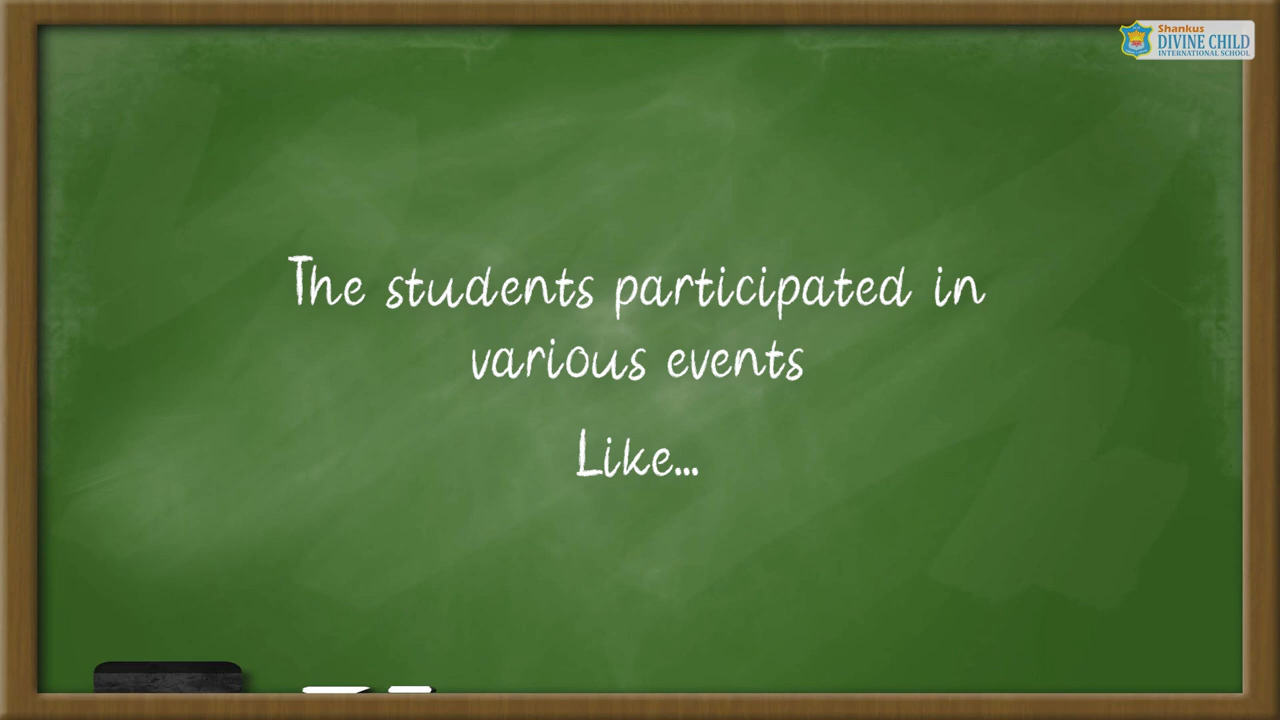 Shankus
DIVINE CHILD
INTERNATIONAL SCHOOL
The students participated in
various events
Like...